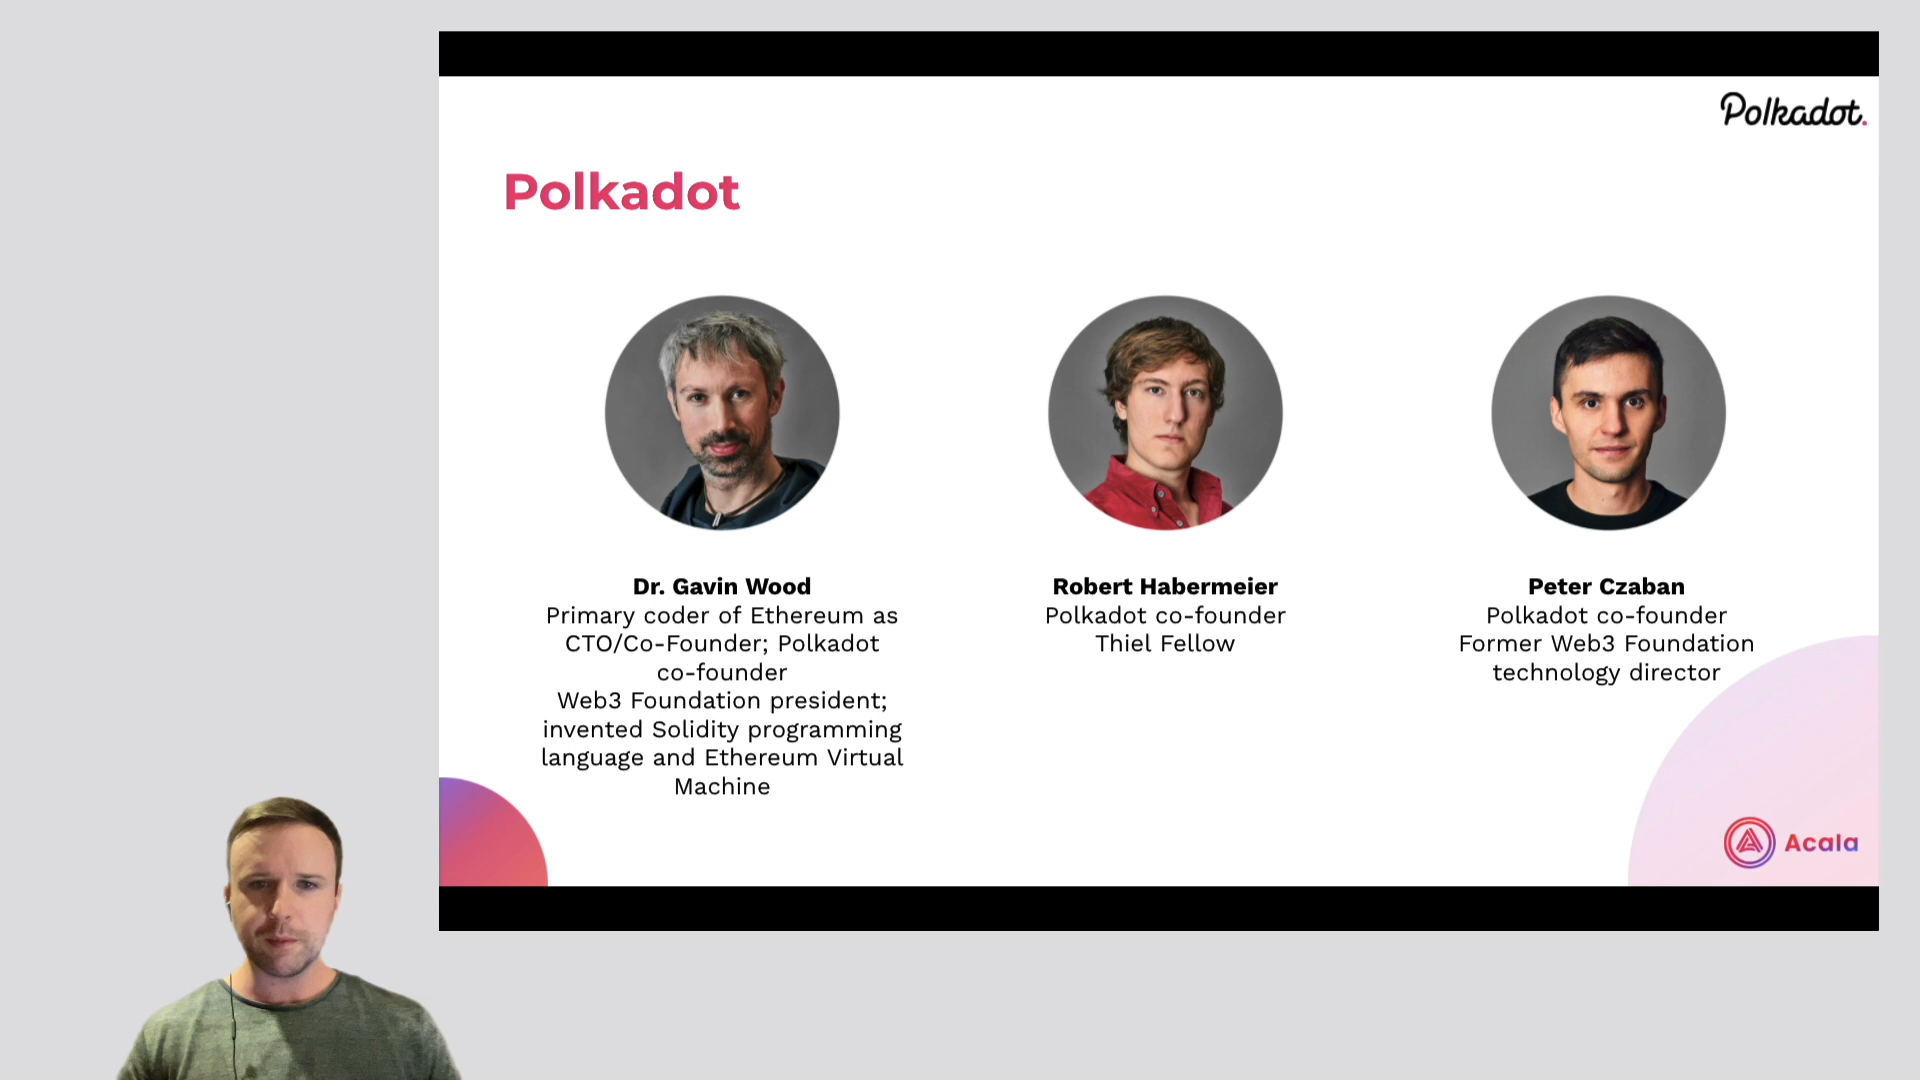 Polkadot.
Polkadot
Dr. Gavin Wood
Primary coder of Ethereum as
CTO/Co-Founder; Polkadot
co-founder
Web3 Foundation president;
invented Solidity programming
language and Ethereum Virtual
Machine
Robert Habermeier
Polkadot co-founder
Thiel Fellow
Peter Czaban
Polkadot co-founder
Former Web3 Foundation
technology director
Acala